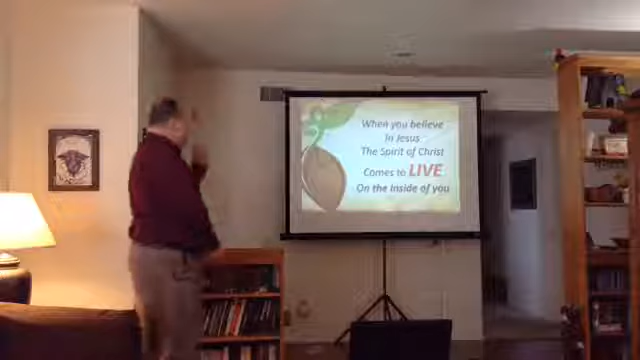 When you believe
In Jesus
The Spirit of Christ
Comes to LIVE
On the Inside of you